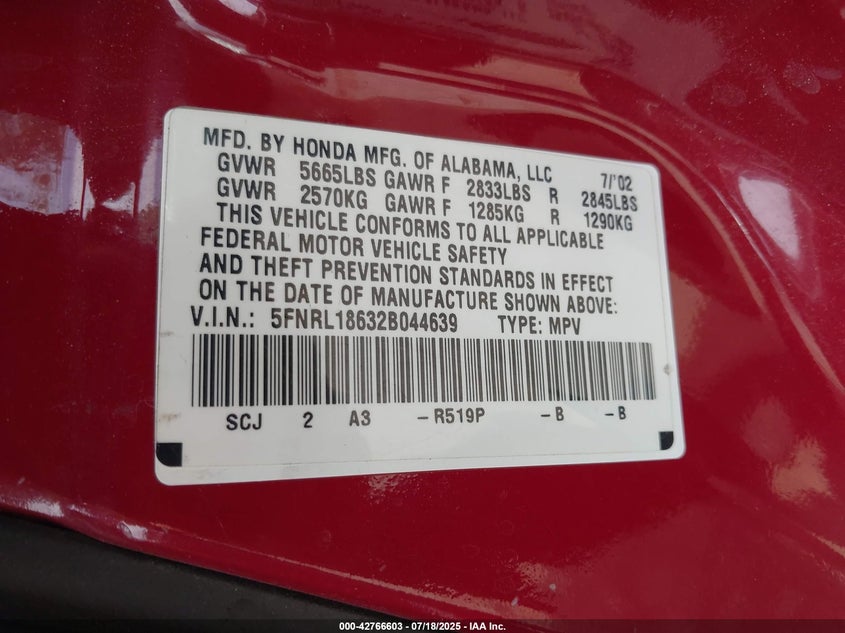 MFD. BY HONDA MFG. OF ALABAMA, LLC 7/'02
GVWR 5665LBS GAWR F 2833LBS R 2845LBS
GVWR 2570KG GAWR F 1285KG R 1290KG
THIS VEHICLE CONFORMS TO ALL APPLICABLE
FEDERAL MOTOR VEHICLE SAFETY
AND THEFT PREVENTION STANDARDS IN EFFECT
ON THE DATE OF MANUFACTURE SHOWN ABOVE:
V.I.N.: 5FNRL18632B044639 TYPE: MPV
SCJ 2 A3 –R519P –B –B
000-42766603 / 07/18/2025 - IAA Inc.